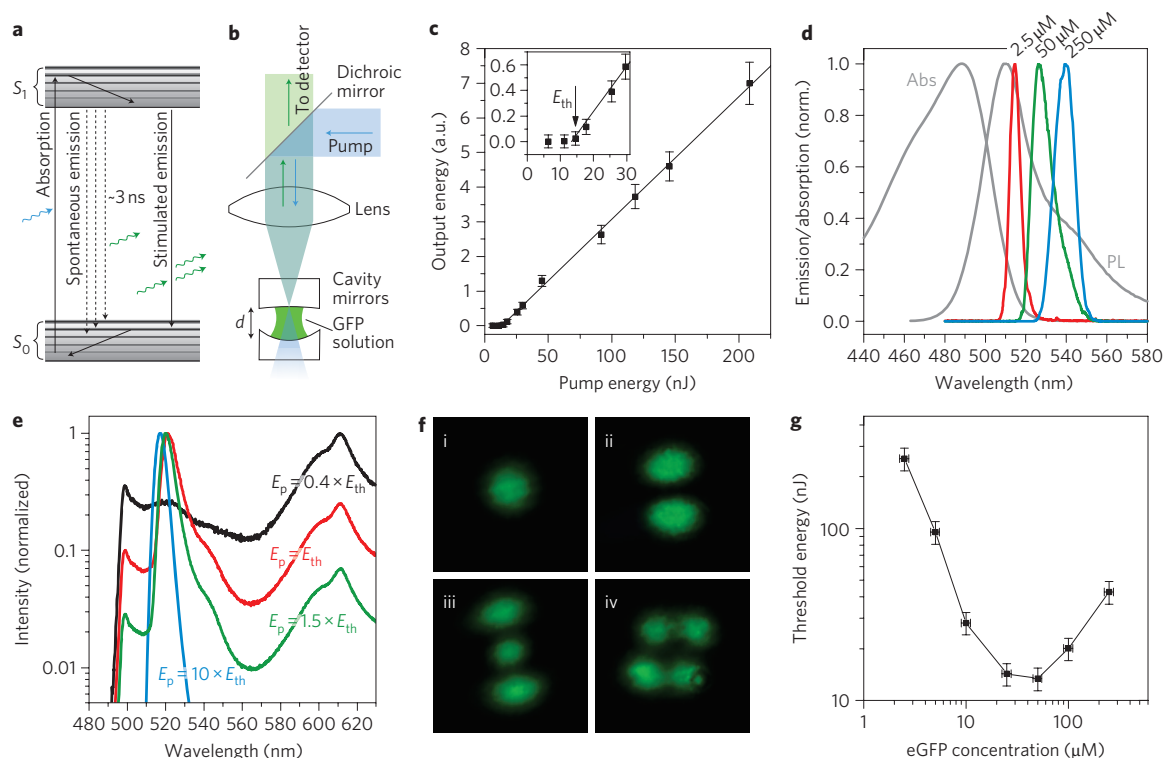 a
S1
Absorption
Spontaneous emission
~3 ns
Stimulated emission
S0
b
To detector
Dichroic
mirror
Pump
Lens
Cavity
mirrors
d
GFP
solution
c
Output energy (a.u.)
8
7
6
5
4
3
2
1
0
0.6
0.4
0.2
0.0
Eth
0 10 20 30
0 50 100 150 200
Pump energy (nJ)
d
2.5 µM
50 µM
250 µM
Emission/absorption (norm.)
1.0
0.8
0.6
0.4
0.2
0.0
Abs
PL
440 460 480 500 520 540 560 580
Wavelength (nm)
e
Intensity (normalized)
1
0.1
0.01
Ep = 0.4 × Eth
Ep = Eth
Ep = 1.5 × Eth
Ep = 10 × Eth
480 500 520 540 560 580 600 620
Wavelength (nm)
f
i
ii
iii
iv
g
Threshold energy (nJ)
100
10
1 10 100
eGFP concentration (µM)